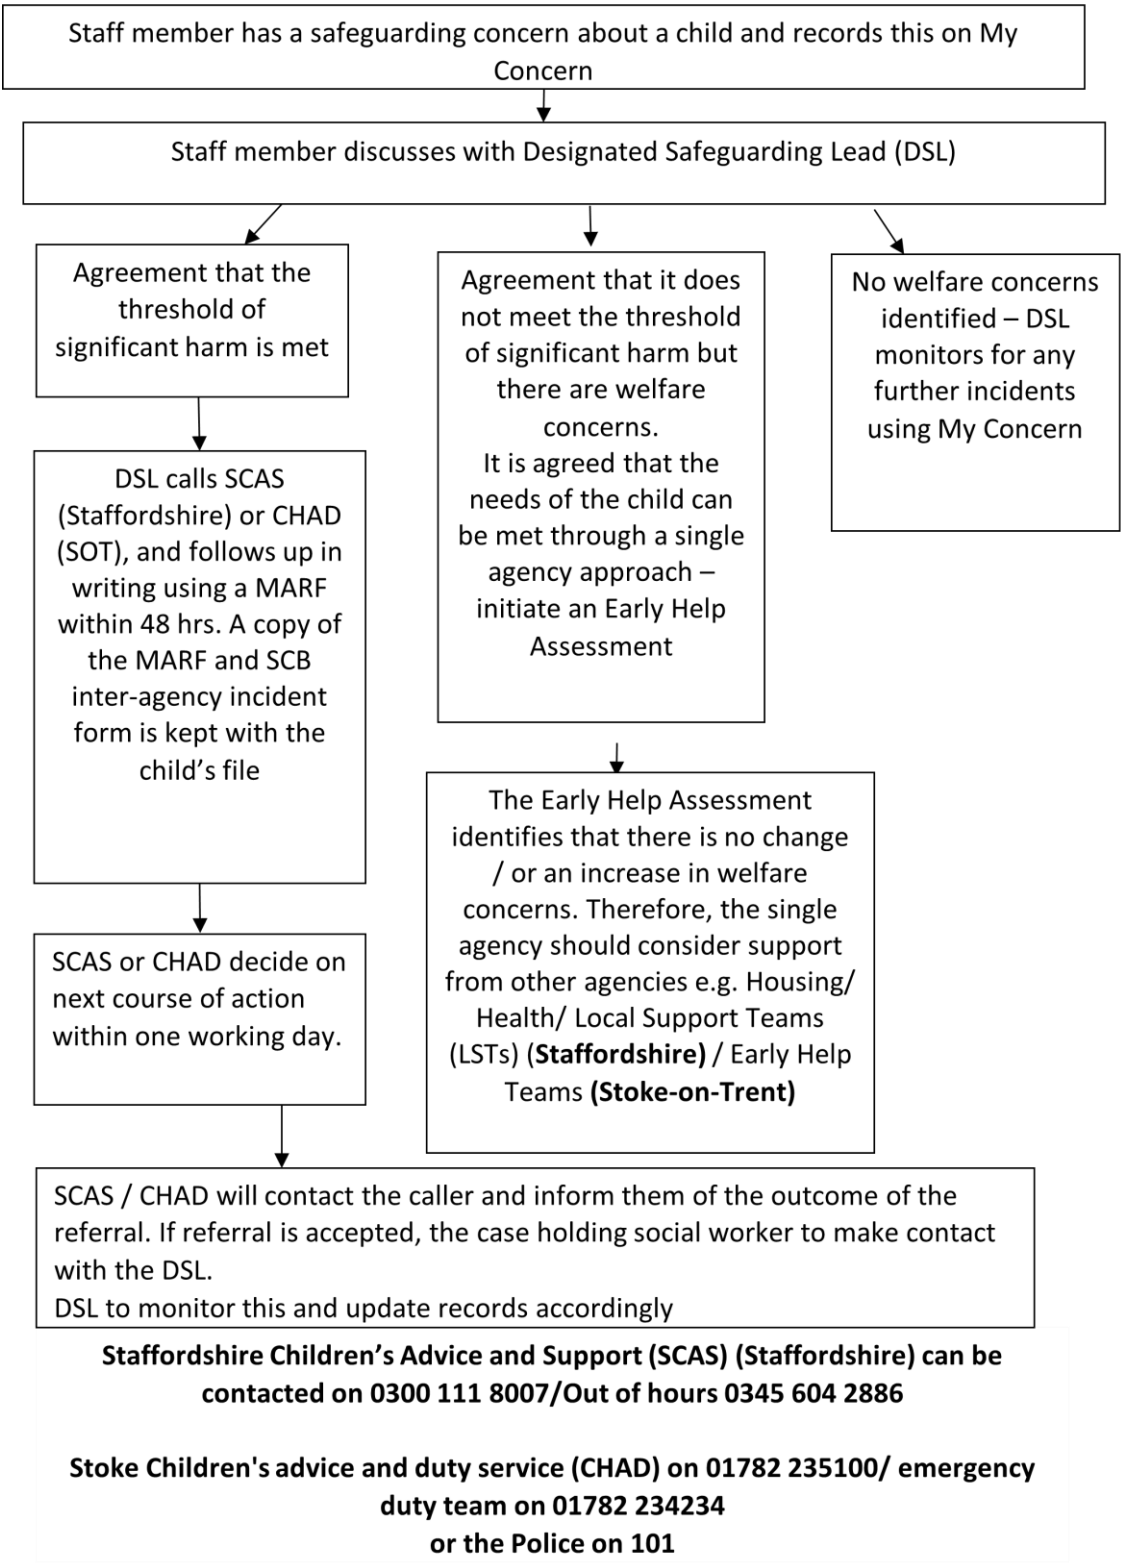 Staff member has a safeguarding concern about a child and records this on My
Concern
Staff member discusses with Designated Safeguarding Lead (DSL)
Agreement that the
threshold of
significant harm is met
DSL calls SCAS
(Staffordshire) or CHAD
(SOT), and follows up in
writing using a MARF
within 48 hrs. A copy of
the MARF and SCB
inter-agency incident
form is kept with the
child’s file
SCAS or CHAD decide on
next course of action
within one working day.
Agreement that it does
not meet the threshold
of significant harm but
there are welfare
concerns.
It is agreed that the
needs of the child can
be met through a single
agency approach –
initiate an Early Help
Assessment
The Early Help Assessment
identifies that there is no change
/ or an increase in welfare
concerns. Therefore, the single
agency should consider support
from other agencies e.g. Housing/
Health/ Local Support Teams
(LSTs) (Staffordshire) / Early Help
Teams (Stoke-on-Trent)
No welfare concerns
identified – DSL
monitors for any
further incidents
using My Concern
SCAS / CHAD will contact the caller and inform them of the outcome of the
referral. If referral is accepted, the case holding social worker to make contact
with the DSL.
DSL to monitor this and update records accordingly
Staffordshire Children’s Advice and Support (SCAS) (Staffordshire) can be
contacted on 0300 111 8007/Out of hours 0345 604 2886
Stoke Children's advice and duty service (CHAD) on 01782 235100/ emergency
duty team on 01782 234234
or the Police on 101